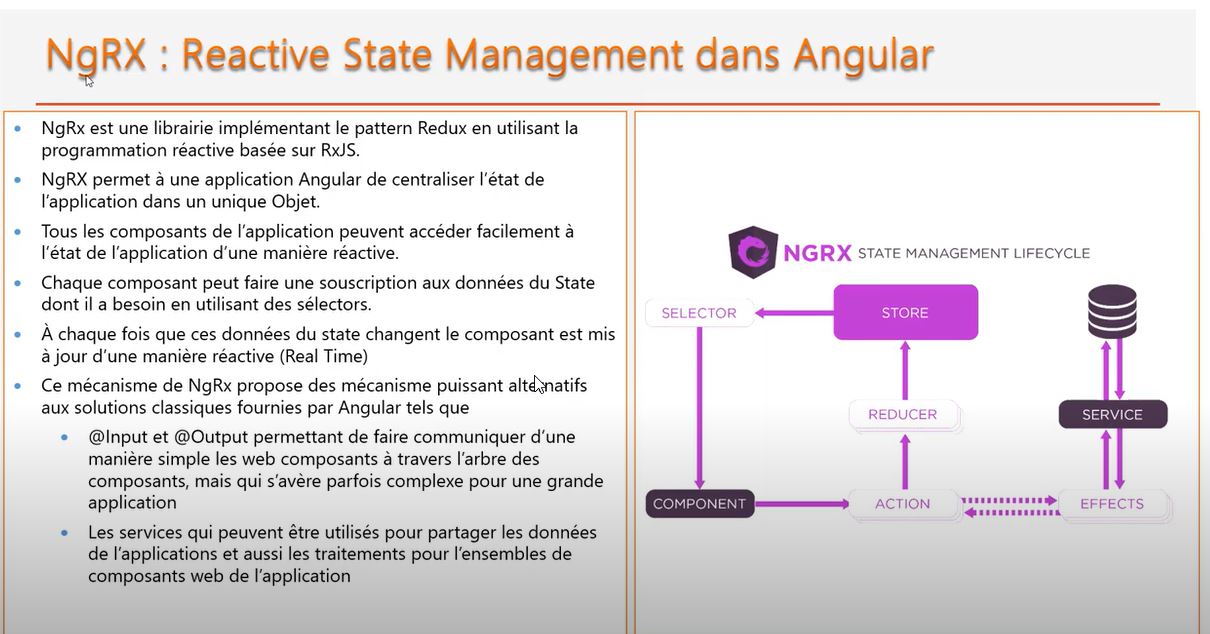 NgRX : Reactive State Management dans Angular
NgRx est une librairie implémentant le pattern Redux en utilisant la
programmation réactive basée sur RxJS.
NgRX permet à une application Angular de centraliser l’état de
l’application dans un unique Objet.
Tous les composants de l’application peuvent accéder facilement à
l’état de l’application d’une manière réactive.
Chaque composant peut faire une souscription aux données du State
dont il a besoin en utilisant des sélectors.
À chaque fois que ces données du state changent le composant est mis
à jour d’une manière réactive (Real Time)
Ce mécanisme de NgRx propose des mécanisme puissant alternatifs
aux solutions classiques fournies par Angular tels que
@Input et @Output permettant de faire communiquer d’une
manière simple les web composants à travers l’arbre des
composants, mais qui s’avère parfois complexe pour une grande
application
Les services qui peuvent être utilisés pour partager les données
de l’applications et aussi les traitements pour l’ensembles de
composants web de l’application
NGRX STATE MANAGEMENT LIFECYCLE
SELECTOR
STORE
REDUCER
SERVICE
COMPONENT
ACTION
EFFECTS